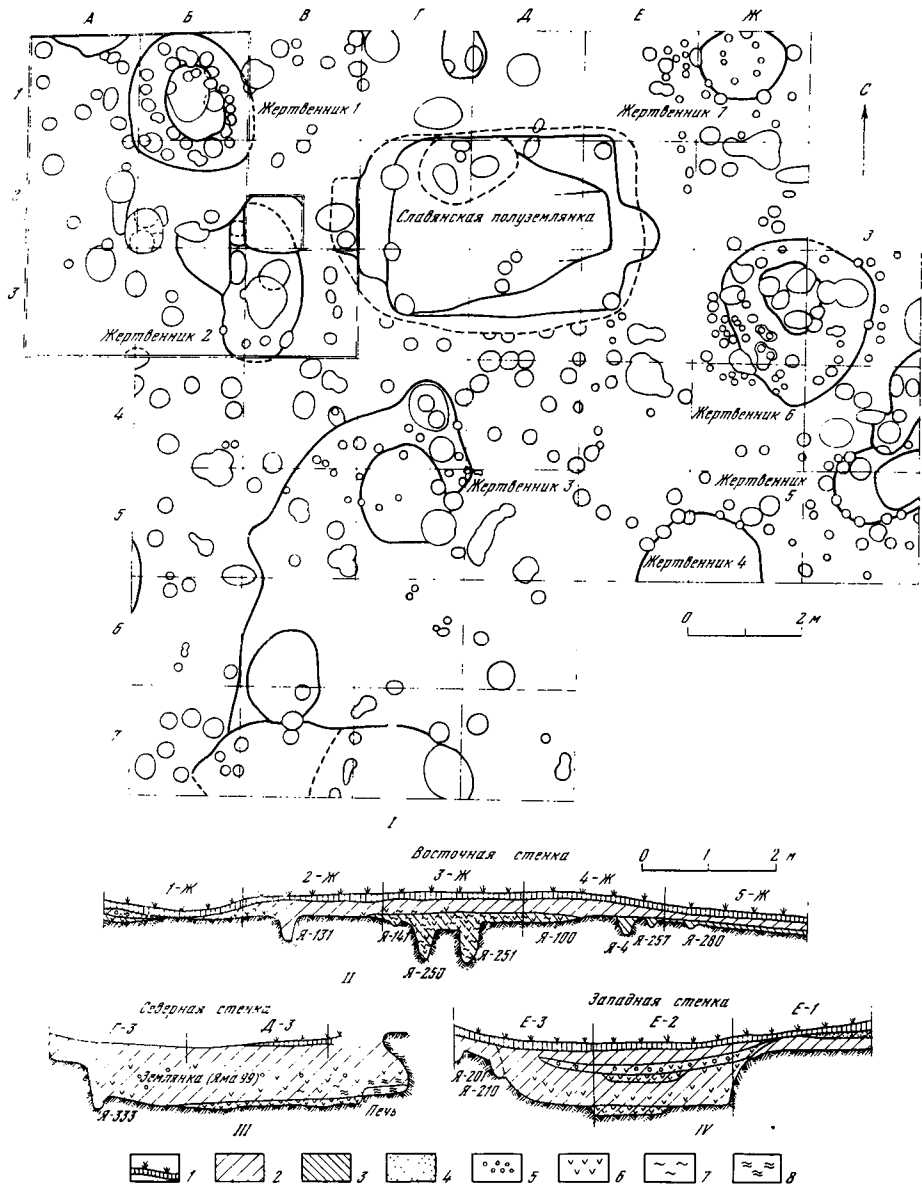 А Б В Г Д Е Ж
1
Жертвенник 1
Жертвенник 7
С
2
Славянская полуземлянка
3
3
Жертвенник 2
4
Жертвенник 6
Жертвенник 3
Жертвенник 5
5
Жертвенник 4
6
0 2 м
7
I
Восточная стенка
0 1 2 м
1-Ж 2-Ж 3-Ж 4-Ж 5-Ж
Я-131 Я-141 Я-250 Я-251 Я-100 Я-4 Я-257 Я-280
II
Северная стенка
Западная стенка
Г-3 Д-3
Е-3 Е-2 Е-1
Землянка (Яма 99)
Я-201
Я-210
Я-333
Печь
III
IV
1 2 3 4 5 6 7 8